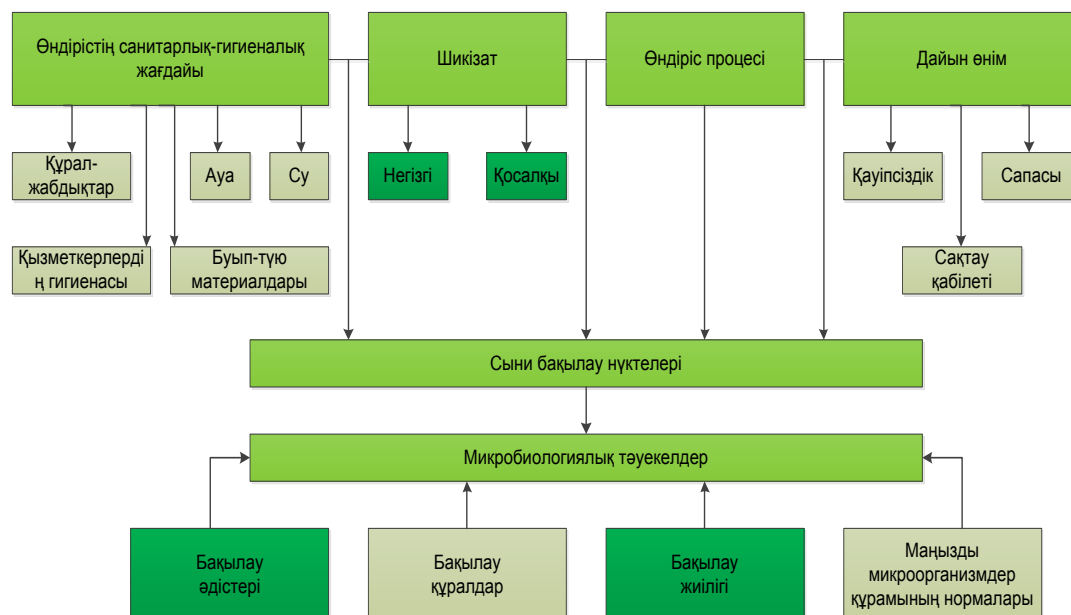 Өндірістің санитарлық-гигиеналық
жағдайы
Шикізат
Өндіріс процесі
Дайын өнім
Құрал-
жабдықтар
Ауа
Су
Негізгі
Қосалқы
Қауіпсіздік
Сапасы
Қызметкерлерді
ң гигиенасы
Буып-түю
материалдары
Сақтау
қабілеті
Сыни бақылау нүктелері
Микробиологиялық тәуекелдер
Бақылау
әдістері
Бақылау
құралдар
Бақылау
жиілігі
Маңызды
микроорганизмдер
құрамының нормалары